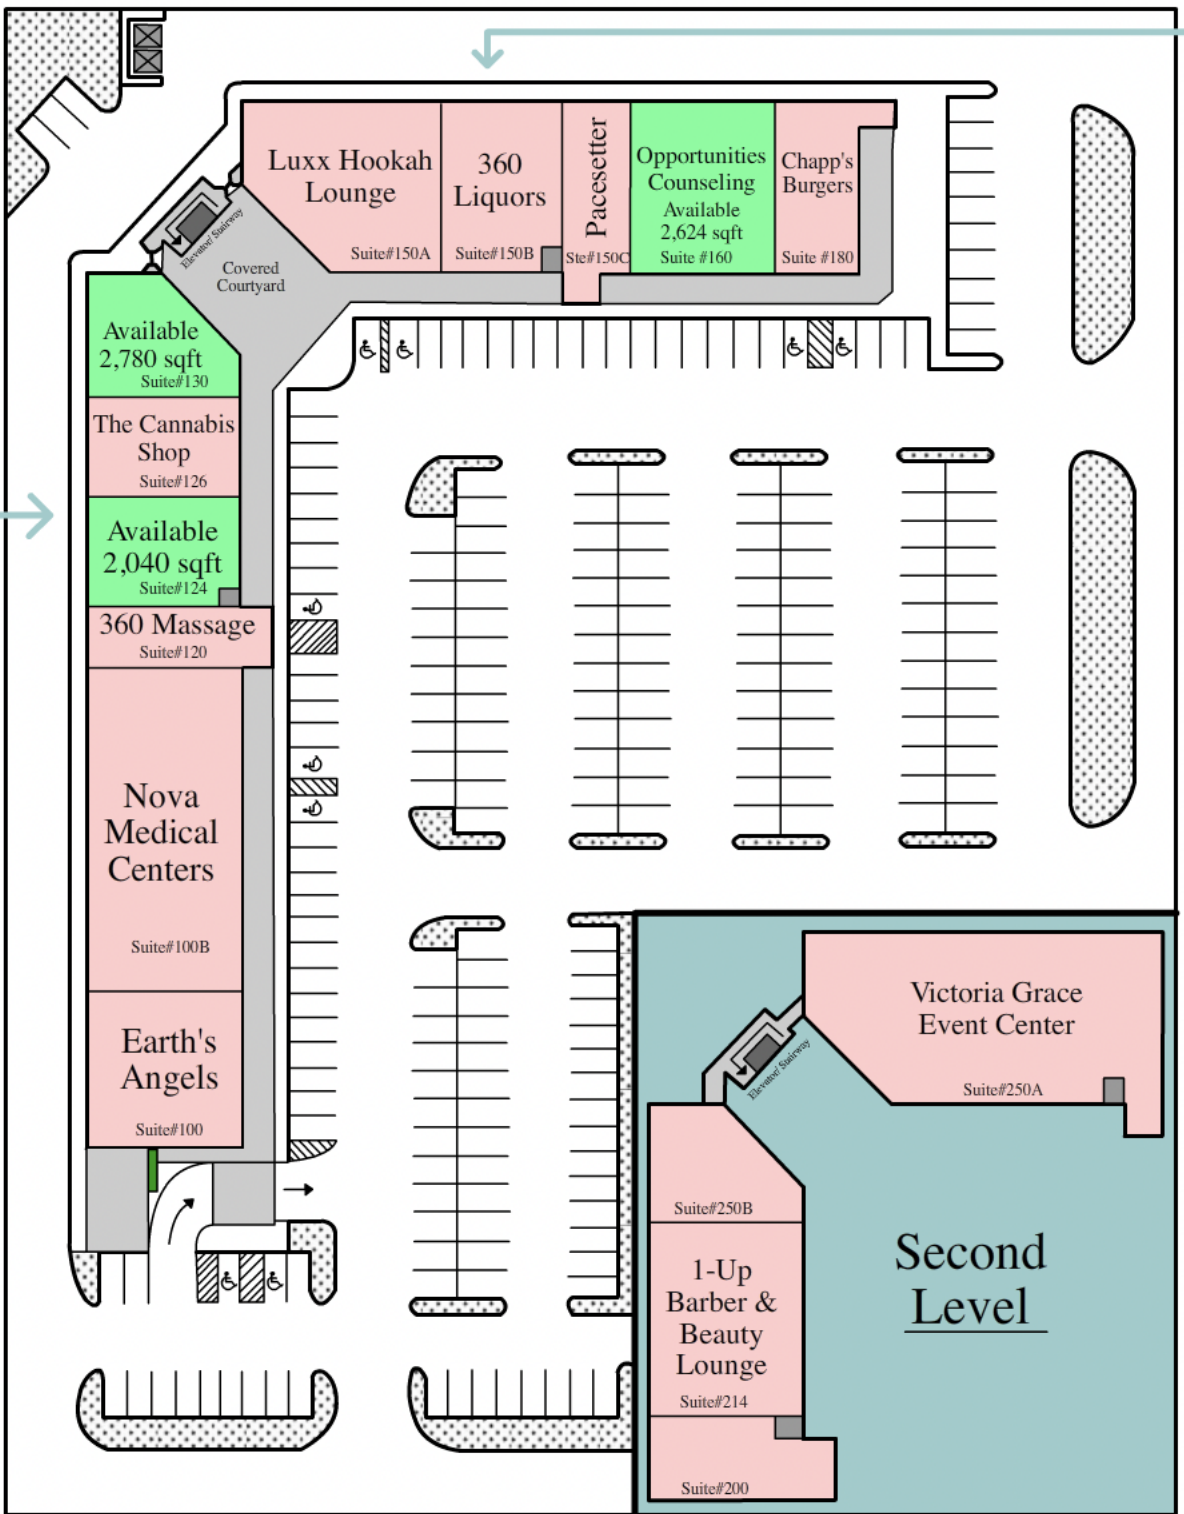 Luxx Hookah
Lounge
Suite#150A
360
Liquors
Suite#150B
Pacesetter
Ste#150C
Opportunities
Counseling
Available
2,624 sqft
Suite #160
Chapp's
Burgers
Suite #180
Elevator/ Stairway
Covered
Courtyard
Available
2,780 sqft
Suite#130
The Cannabis
Shop
Suite#126
Available
2,040 sqft
Suite#124
360 Massage
Suite#120
Nova
Medical
Centers
Suite#100B
Earth's
Angels
Suite#100
Victoria Grace
Event Center
Suite#250A
Elevator/ Stairway
Suite#250B
1-Up
Barber &
Beauty
Lounge
Suite#214
Suite#200
Second
Level